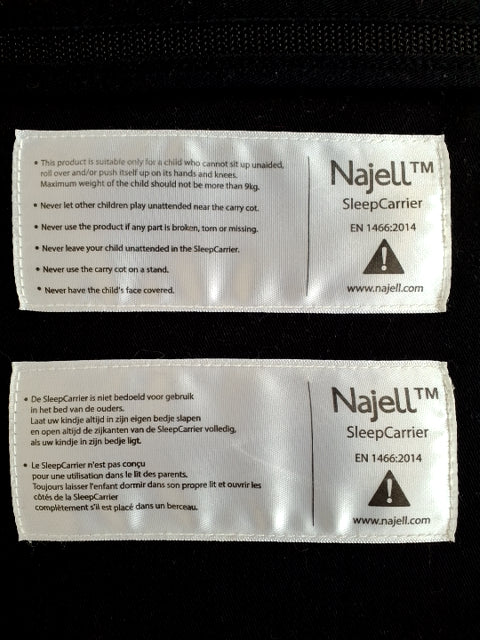 • This product is suitable only for a child who cannot sit up unaided,
roll over and/or push itself up on its hands and knees.
Maximum weight of the child should not be more than 9kg.
• Never let other children play unattended near the carry cot.
• Never use the product if any part is broken, torn or missing.
• Never leave your child unattended in the SleepCarrier.
• Never use the carry cot on a stand.
• Never have the child's face covered.
Najell™
SleepCarrier
EN 1466:2014
www.najell.com
• De SleepCarrier is niet bedoeld voor gebruik
in het bed van de ouders.
Laat uw kindje altijd in zijn eigen bedje slapen
en open altijd de zijkanten van de SleepCarrier volledig,
als uw kindje in zijn bedje ligt.
• Le SleepCarrier n'est pas conçu
pour une utilisation dans le lit des parents.
Toujours laisser l'enfant dormir dans son propre lit et ouvrir les
côtés de la SleepCarrier
complètement s'il est placé dans un berceau.
Najell™
SleepCarrier
EN 1466:2014
www.najell.com